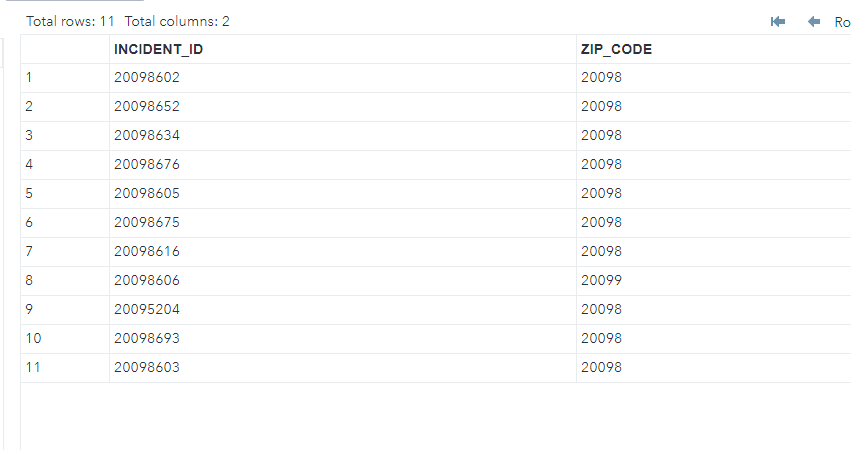 Total rows: 11 Total columns: 2 Ro
INCIDENT_ID ZIP_CODE
1 20098602 20098
2 20098652 20098
3 20098634 20098
4 20098676 20098
5 20098605 20098
6 20098675 20098
7 20098616 20098
8 20098606 20099
9 20095204 20098
10 20098693 20098
11 20098603 20098